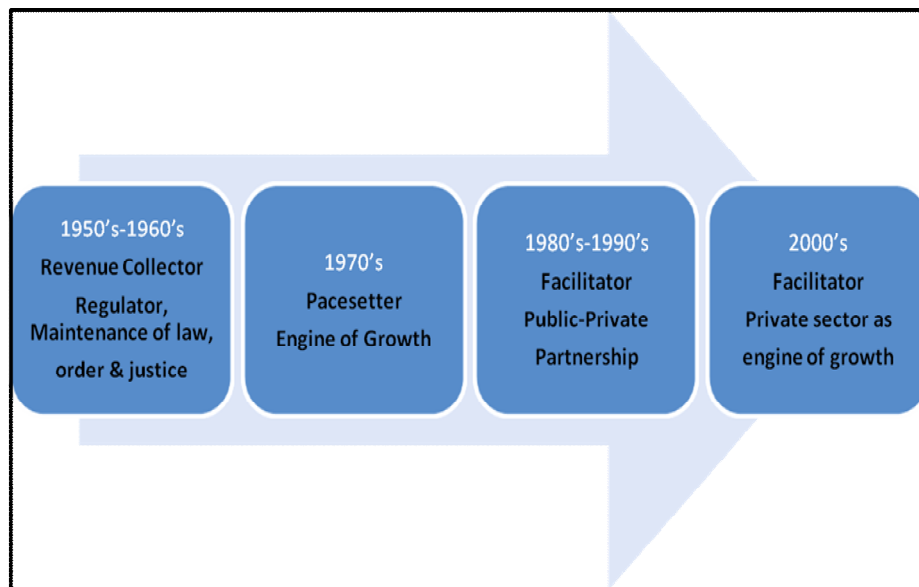 1950's-1960's
Revenue Collector
Regulator,
Maintenance of law,
order & justice
1970's
Pacesetter
Engine of Growth
1980's-1990's
Facilitator
Public-Private
Partnership
2000's
Facilitator
Private sector as
engine of growth